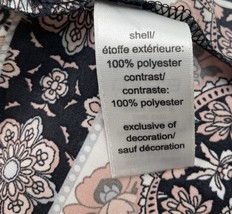 shell/
étoffe extérieure:
100% polyester
contrast/
contraste:
100% polyester
exclusive of
decoration/
sauf décoration